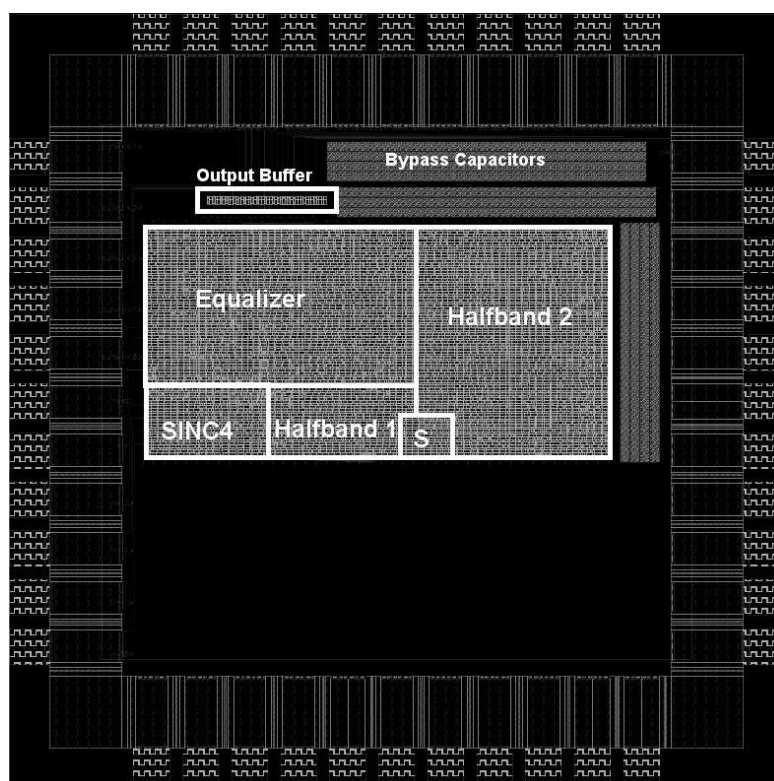 Bypass Capacitors
Output Buffer
Equalizer
Halfband 2
SINC4
Halfband 1
S